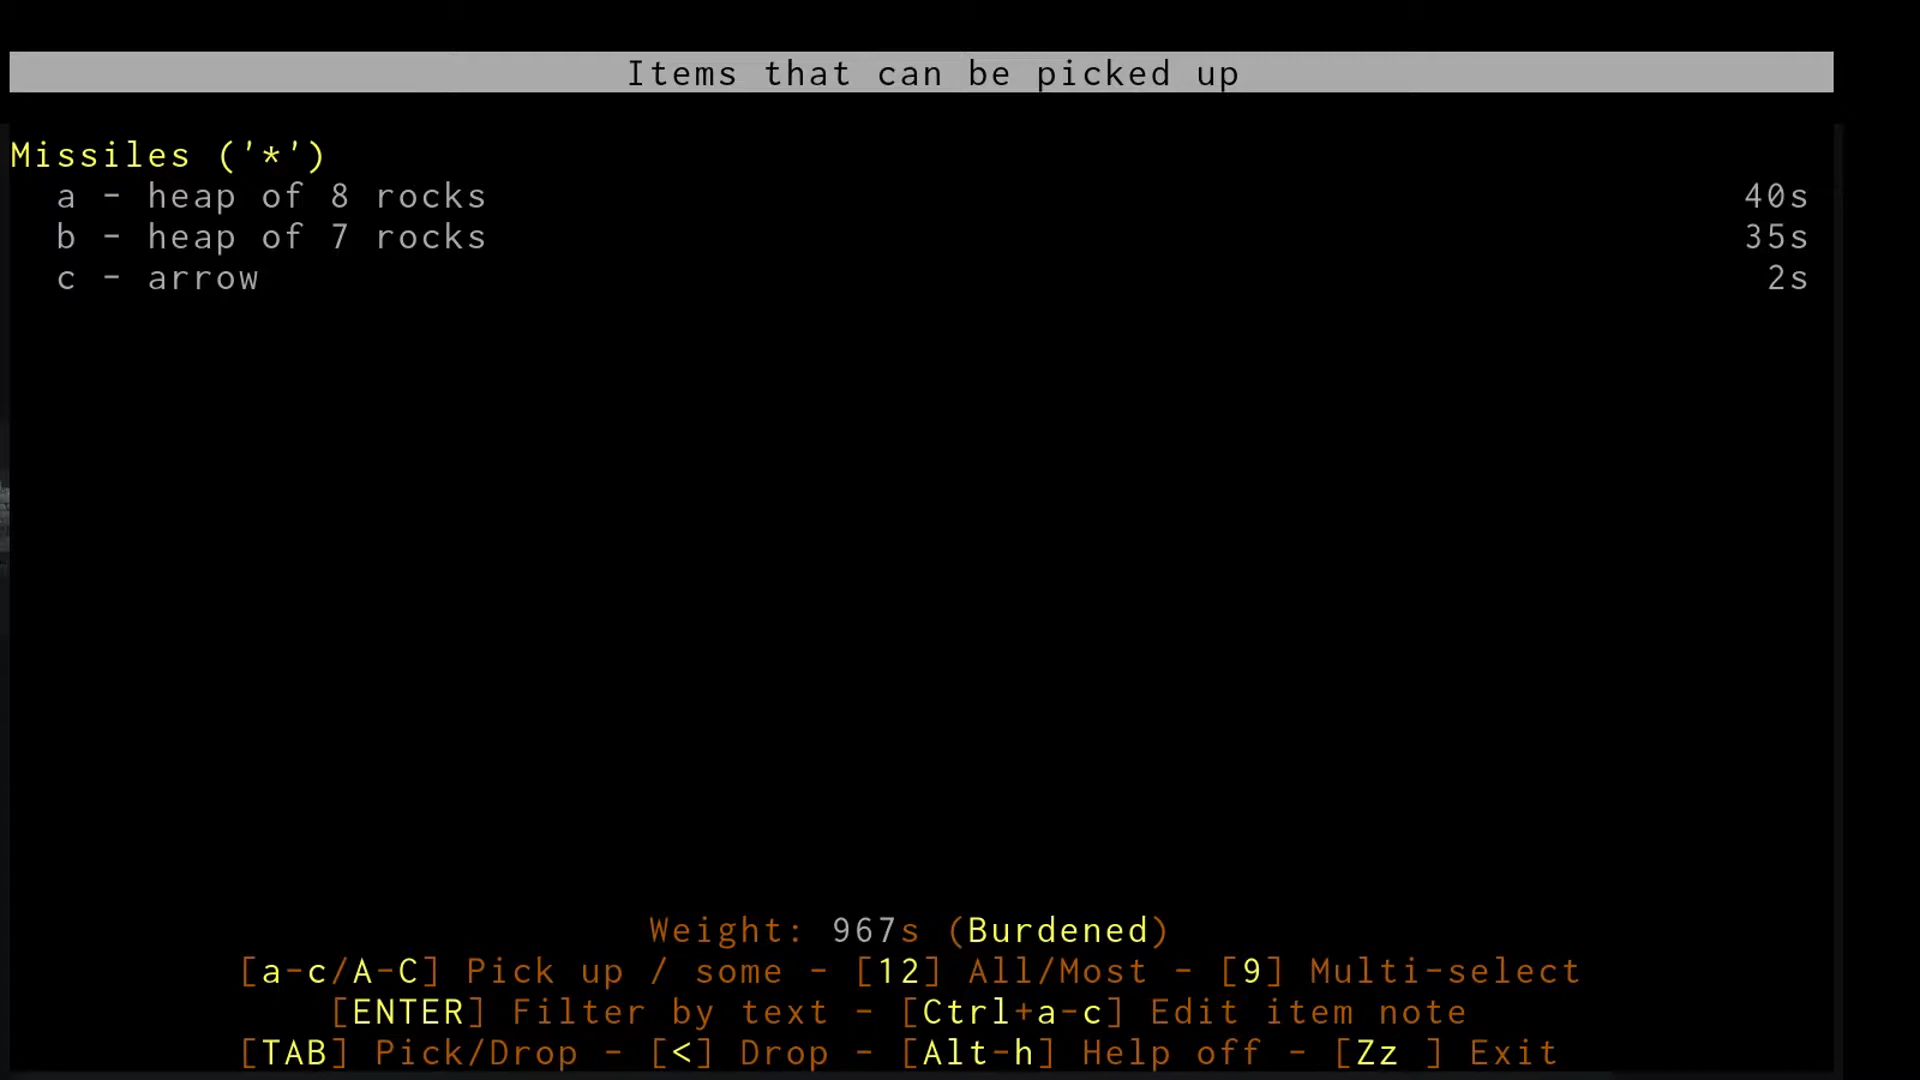 Items that can be picked up
Missiles ('*')
a - heap of 8 rocks 40s
b - heap of 7 rocks 35s
c - arrow 2s
Weight: 967s (Burdened)
[a-c/A-C] Pick up / some - [12] All/Most - [9] Multi-select
[ENTER] Filter by text - [Ctrl+a-c] Edit item note
[TAB] Pick/Drop - [<] Drop - [Alt-h] Help off - [Zz ] Exit